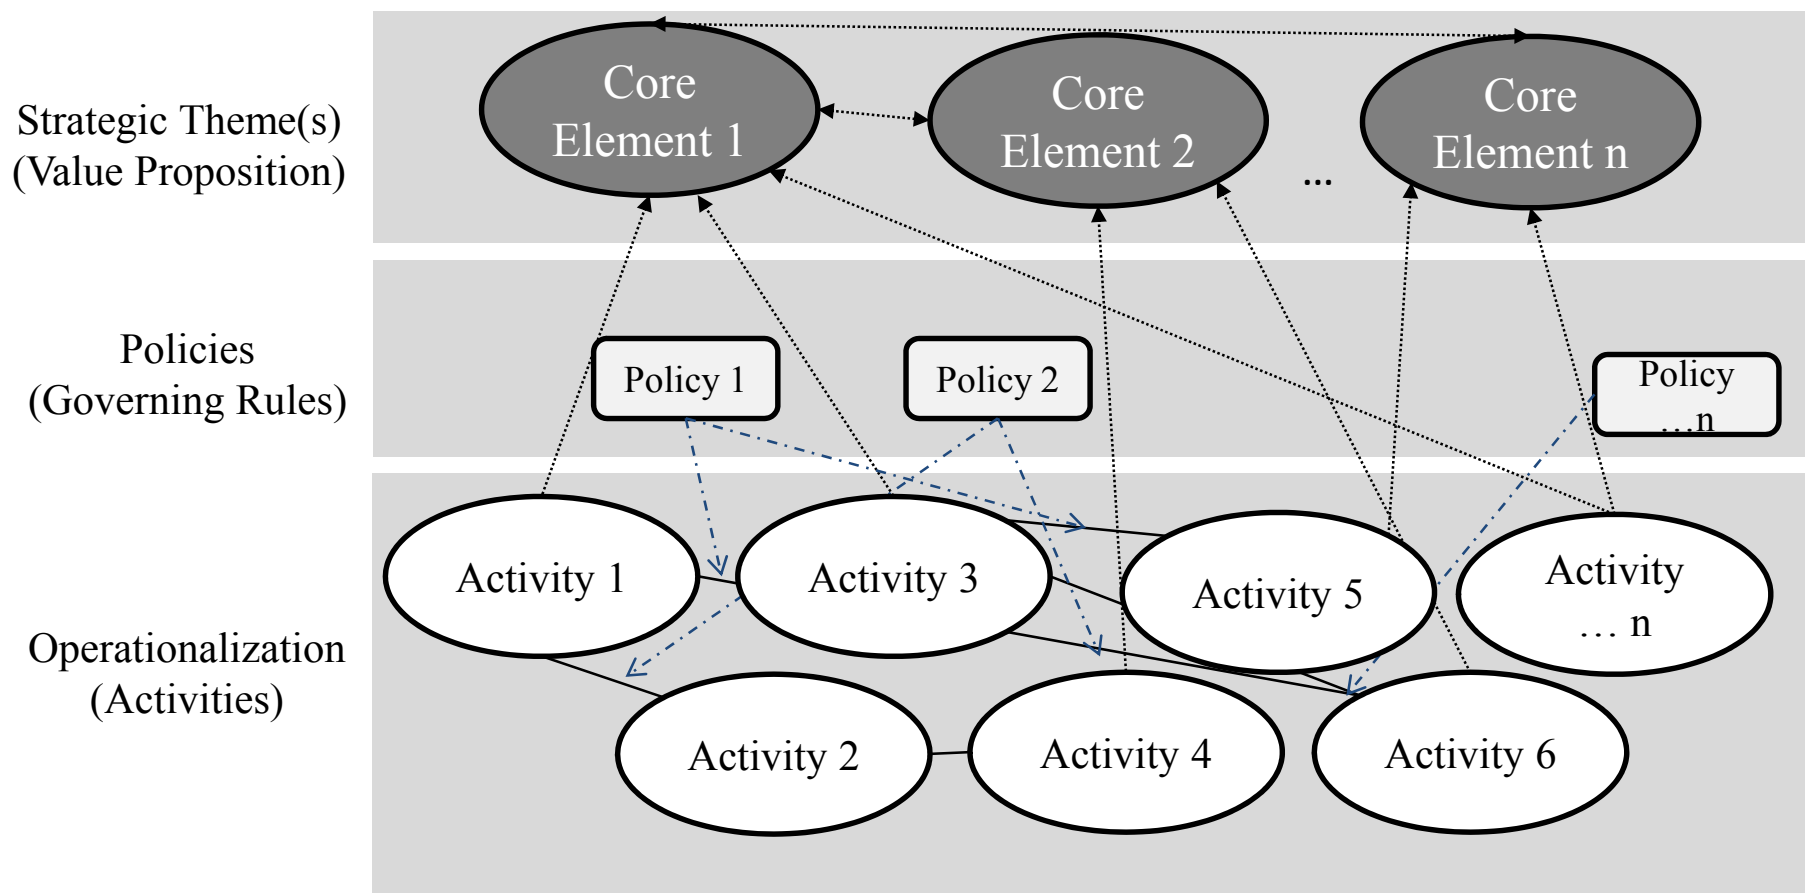 Strategic Theme(s)
(Value Proposition)
Core
Element 1
Core
Element 2
...
Core
Element n
Policies
(Governing Rules)
Policy 1
Policy 2
Policy
…n
Operationalization
(Activities)
Activity 1
Activity 3
Activity 5
Activity
… n
Activity 2
Activity 4
Activity 6